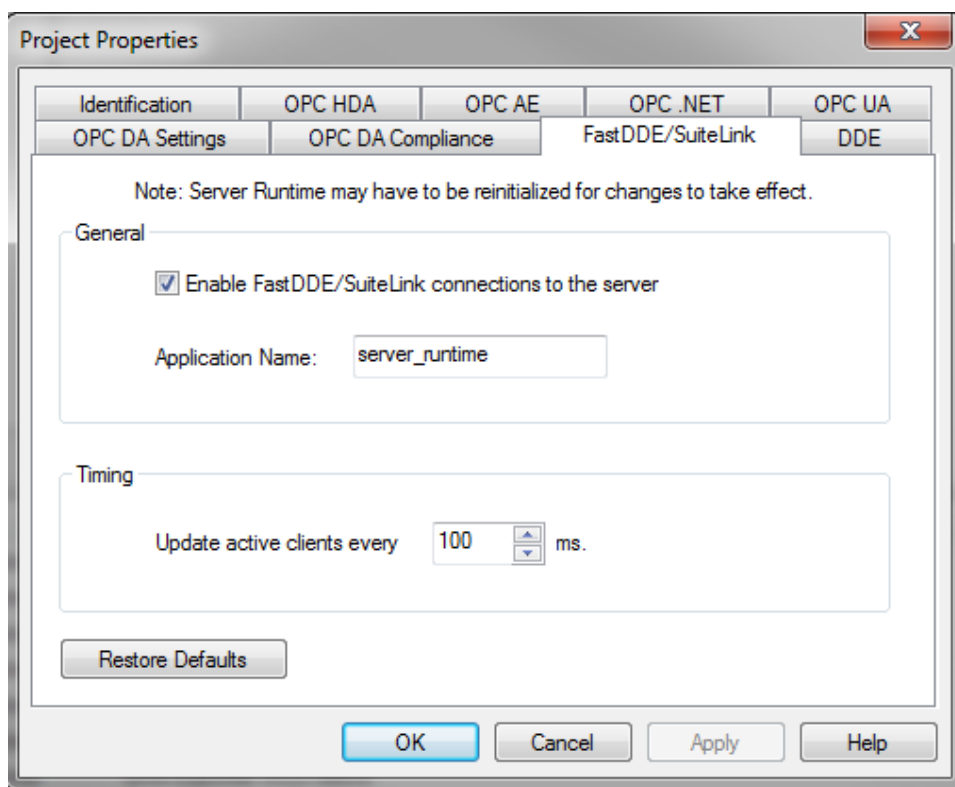 Project Properties
Identification OPC HDA OPC AE OPC .NET OPC UA
OPC DA Settings OPC DA Compliance FastDDE/SuiteLink DDE
Note: Server Runtime may have to be reinitialized for changes to take effect.
General
Enable FastDDE/SuiteLink connections to the server
Application Name: server_runtime
Timing
Update active clients every 100 ms.
Restore Defaults
OK Cancel Apply Help